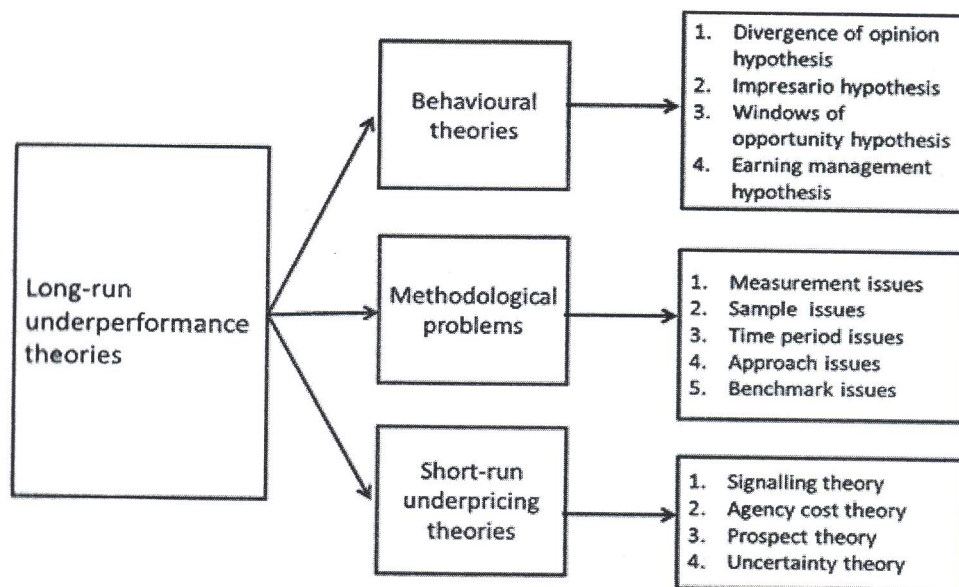 Long-run
underperformance
theories
Behavioural
theories
1. Divergence of opinion
hypothesis
2. Impresario hypothesis
3. Windows of
opportunity hypothesis
4. Earning management
hypothesis
Methodological
problems
1. Measurement issues
2. Sample issues
3. Time period issues
4. Approach issues
5. Benchmark issues
Short-run
underpricing
theories
1. Signalling theory
2. Agency cost theory
3. Prospect theory
4. Uncertainty theory